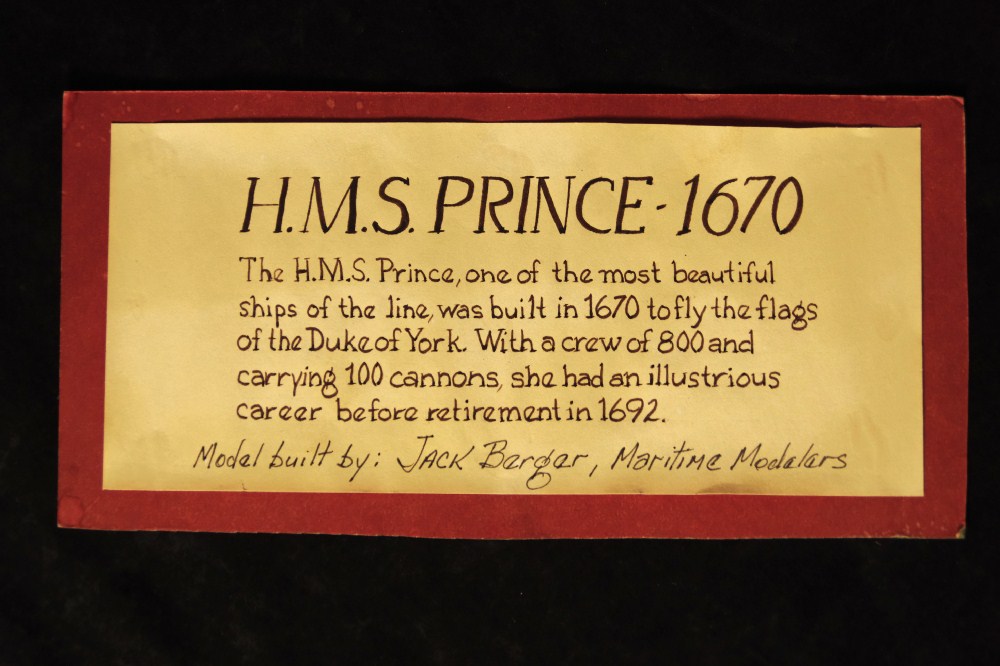 H.M.S. PRINCE - 1670
The H.M.S. Prince, one of the most beautiful
ships of the line, was built in 1670 to fly the flags
of the Duke of York. With a crew of 800 and
carrying 100 cannons, she had an illustrious
career before retirement in 1692.
Model built by: JACK Berger, Maritime Modelers